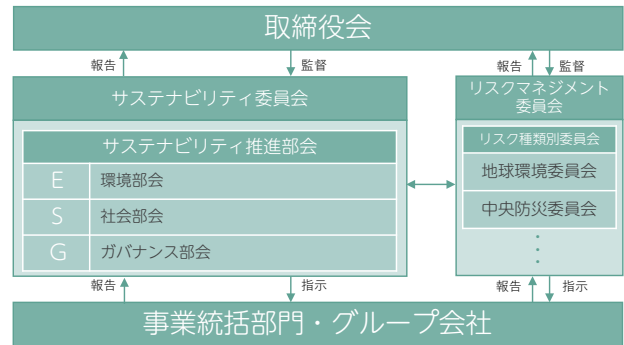 取締役会
報告 監督 報告 監督
サステナビリティ委員会
リスクマネジメント
委員会
サステナビリティ推進部会
E 環境部会
S 社会部会
G ガバナンス部会
リスク種類別委員会
地球環境委員会
中央防災委員会
・
・
・
報告 指示 報告 指示
事業統括部門・グループ会社